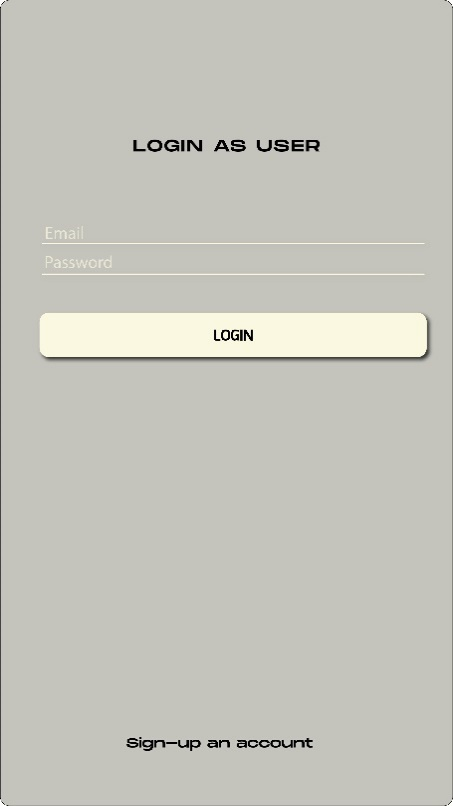 LOGIN AS USER
Email
Password
LOGIN
Sign-up an account